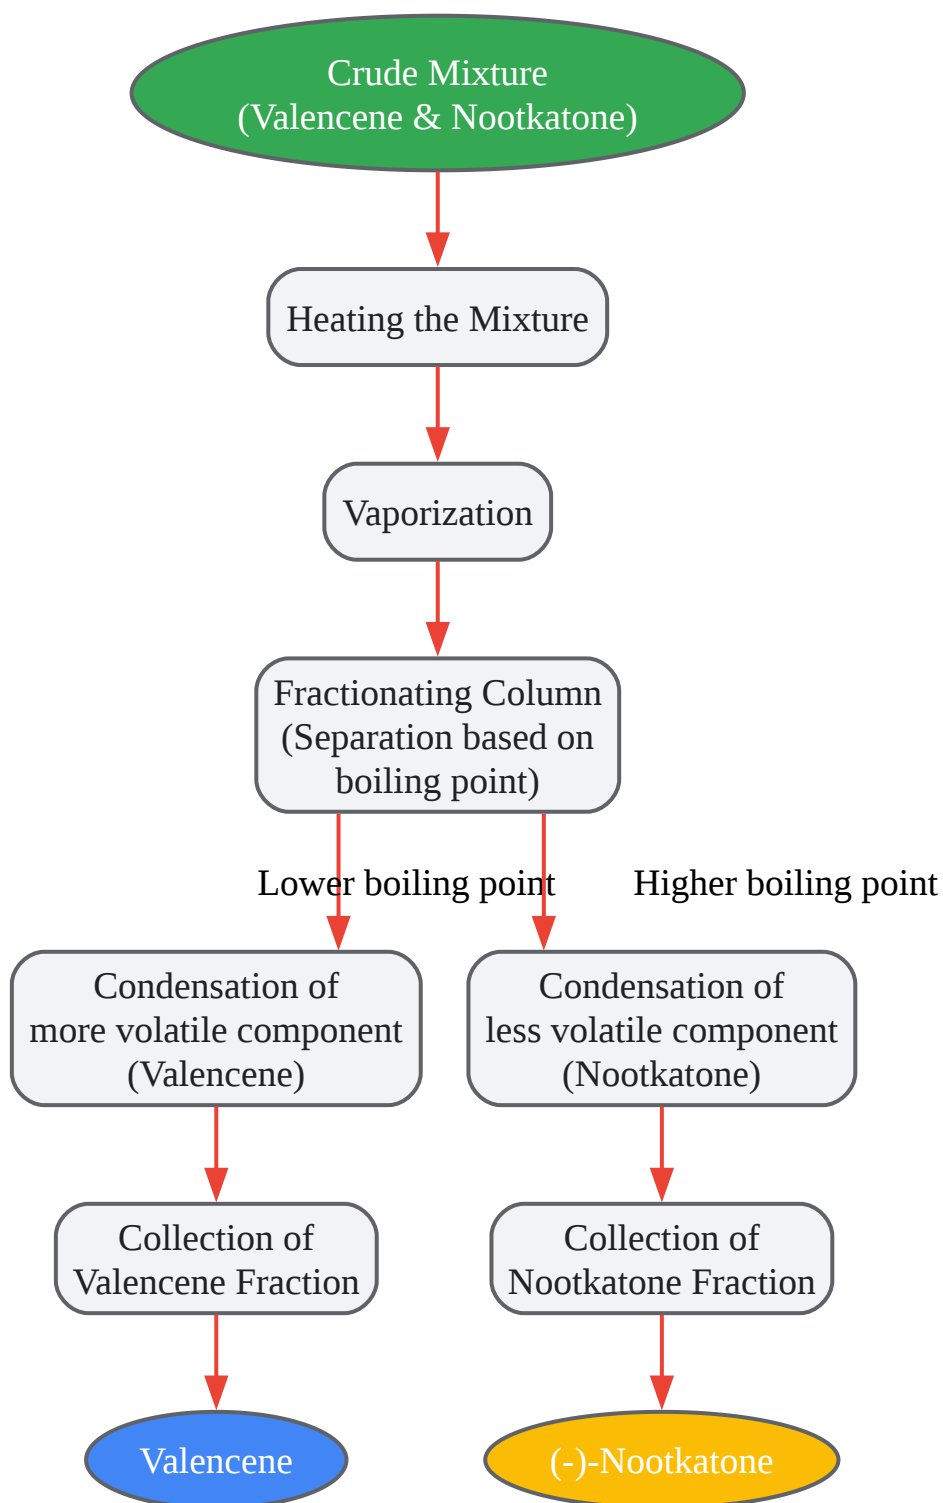 Crude Mixture
(Valencene & Nootkatone)
Heating the Mixture
Vaporization
Fractionating Column
(Separation based on
boiling point)
Lower boiling point
Higher boiling point
Condensation of
more volatile component
(Valencene)
Condensation of
less volatile component
(Nootkatone)
Collection of
Valencene Fraction
Collection of
Nootkatone Fraction
Valencene
(-)-Nootkatone